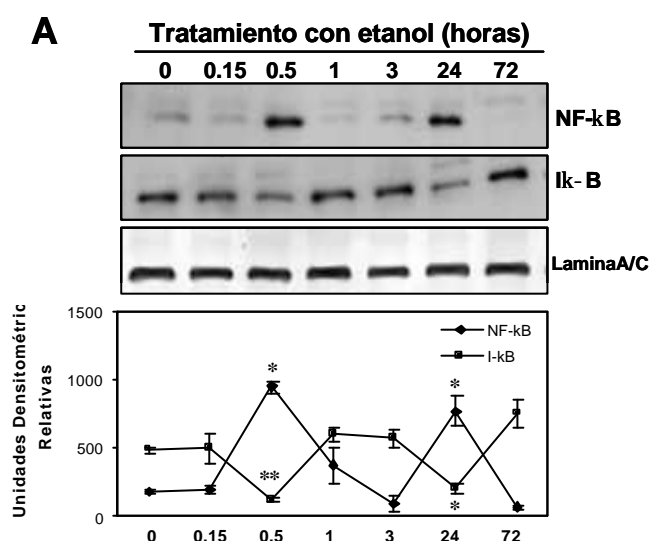 A
Tratamiento con etanol (horas)
0 0.15 0.5 1 3 24 72
NF-kB
Ik-B
LaminaA/C
Unidades Densitométric
Relativas
1500
1000
500
0
NF-kB
I-kB
*
**
*
*
0 0.15 0.5 1 3 24 72